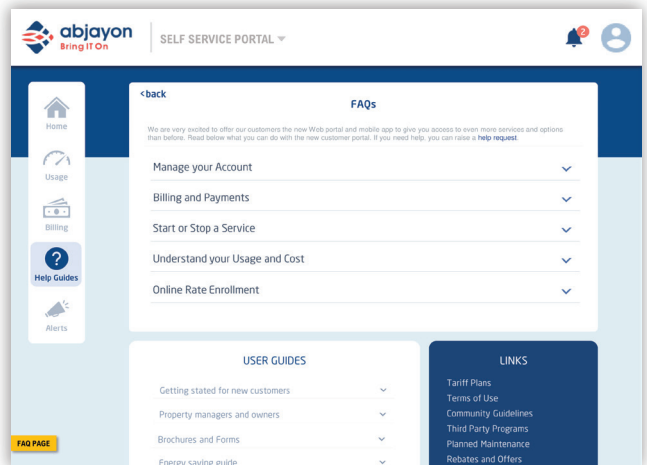 abjayon
Bring IT On
SELF SERVICE PORTAL
2
Home
Usage
Billing
?
Help Guides
Alerts
<back
FAQs
We are very excited to offer our customers the new Web portal and mobile app to give you access to even more services and options
than before. Read below what you can do with the new customer portal. If you need help, you can raise a help request.
Manage your Account
Billing and Payments
Start or Stop a Service
Understand your Usage and Cost
Online Rate Enrollment
USER GUIDES
Getting stated for new customers
Property managers and owners
Brochures and Forms
Energy saving guide
LINKS
Tariff Plans
Terms of Use
Community Guidelines
Third Party Programs
Planned Maintenance
Rebates and Offers
FAQ PAGE